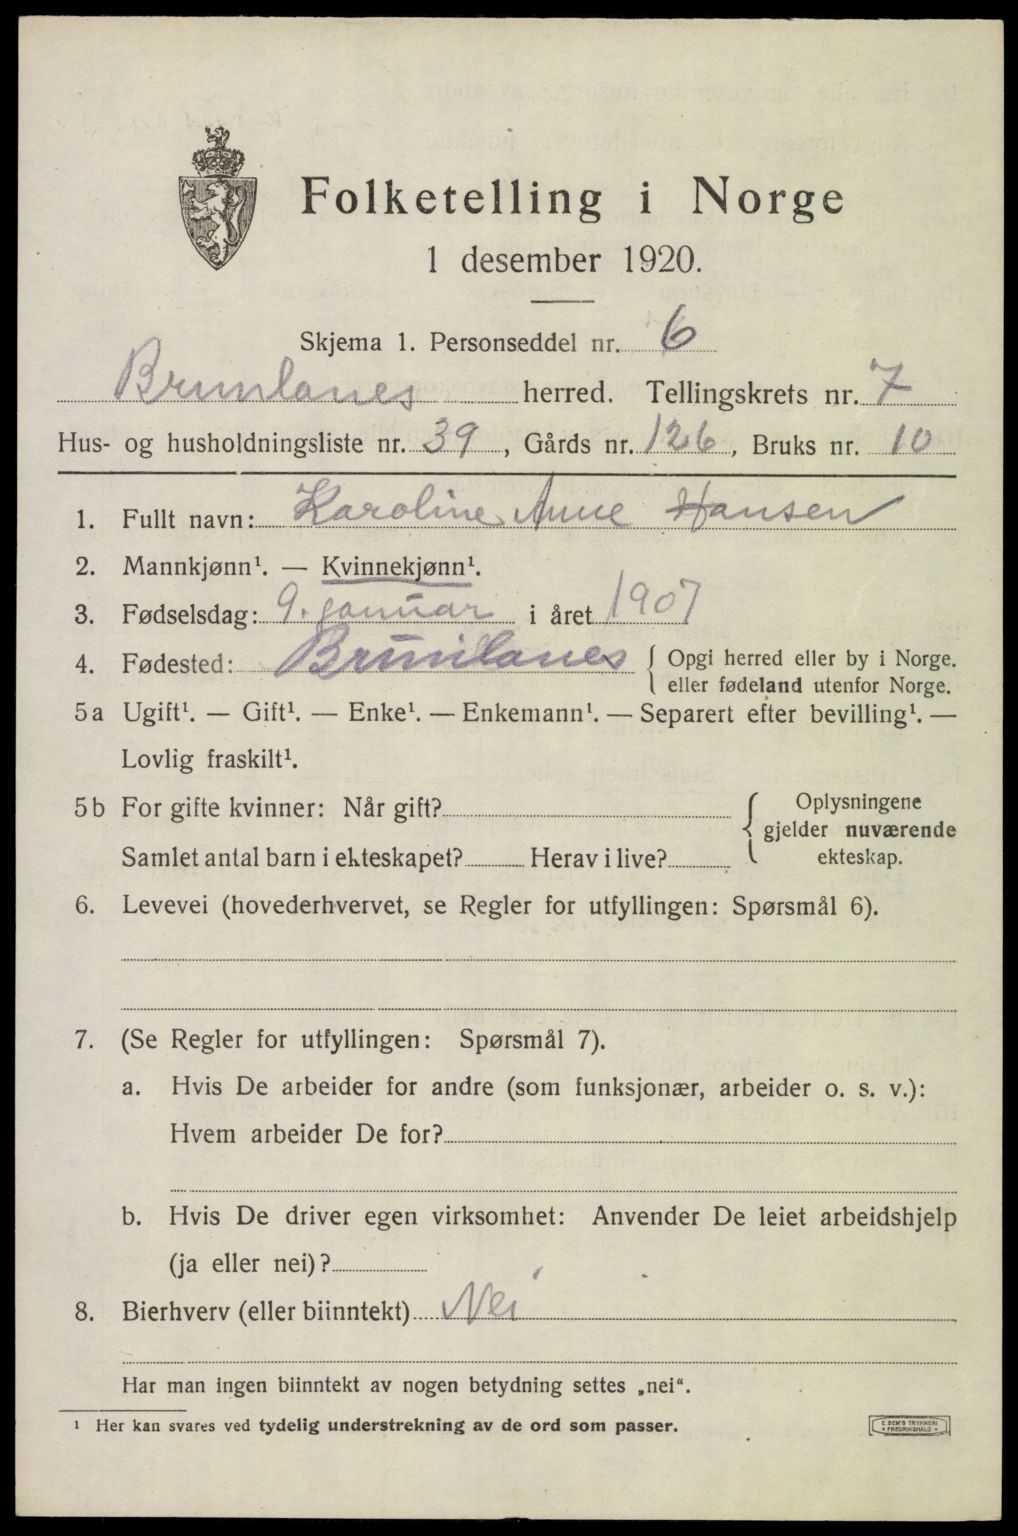 Folketelling i Norge
1 desember 1920.
Skjema 1. Personseddel nr. 6
Brunlanes herred. Tellingskrets nr. 7
Hus- og husholdningsliste nr. 39, Gårds nr. 126, Bruks nr. 10
1. Fullt navn: Karoline Anne Hansen
2. Mannkjønn¹. — Kvinnekjønn¹.
3. Fødselsdag: 9. januar i året 1907
4. Fødested: Brunlanes { Opgi herred eller by i Norge.
eller fødeland utenfor Norge.
5a Ugift¹. — Gift¹. — Enke¹. — Enkemann¹. — Separert efter bevilling¹. —
Lovlig fraskilt¹.
5b For gifte kvinner: Når gift?
Samlet antal barn i ekteskapet? Herav i live?
{ Oplysningene
gjelder nuværende
ekteskap.
6. Levevei (hovederhvervet, se Regler for utfyllingen: Spørsmål 6).
7. (Se Regler for utfyllingen: Spørsmål 7).
a. Hvis De arbeider for andre (som funksjonær, arbeider o. s. v.):
Hvem arbeider De for?
b. Hvis De driver egen virksomhet: Anvender De leiet arbeidshjelp
(ja eller nei)?
8. Bierhverv (eller biinntekt) Nei
Har man ingen biinntekt av nogen betydning settes „nei“.
¹ Her kan svares ved tydelig understrekning av de ord som passer.
E. SEM'S TRYKKERI
• FREDRIKSHALD •